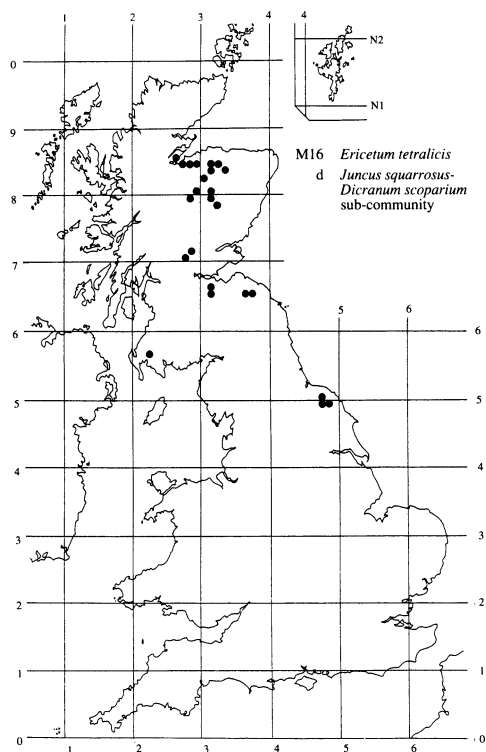 1 2 3 4
4
N2
0
N1
9
M16 Ericetum tetralicis
d Juncus squarrosus-
Dicranum scoparium
sub-community
8
7
5 6
6 6
5 5
4 4
3 3
2 2
1 1
0 0
1 2 3 4 5 6